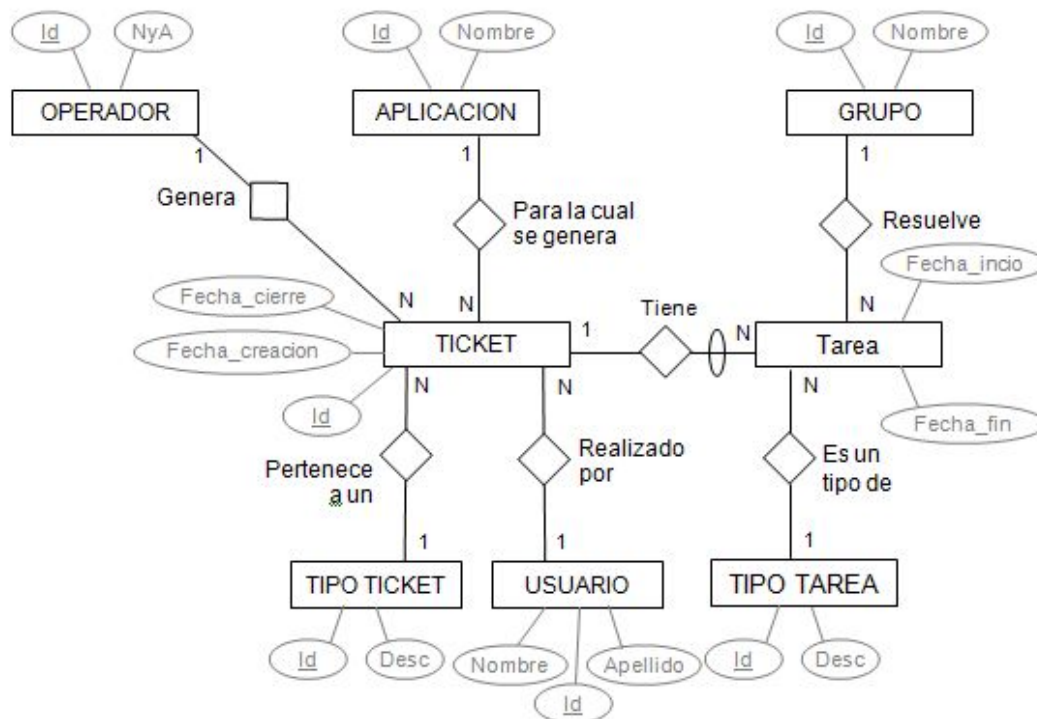 Id
NyA
Id
Nombre
Id
Nombre
OPERADOR
APLICACION
GRUPO
1
1
1
Genera
Para la cual
se genera
Resuelve
Fecha_incio
Fecha_cierre
N
N
Tiene
N
1
N
TICKET
Tarea
Fecha_creacion
N
N
N
Id
Fecha_fin
Pertenece
a un
Realizado
por
Es un
tipo de
1
1
1
TIPO TICKET
USUARIO
TIPO TAREA
Id
Desc
Nombre
Apellido
Id
Desc
Id